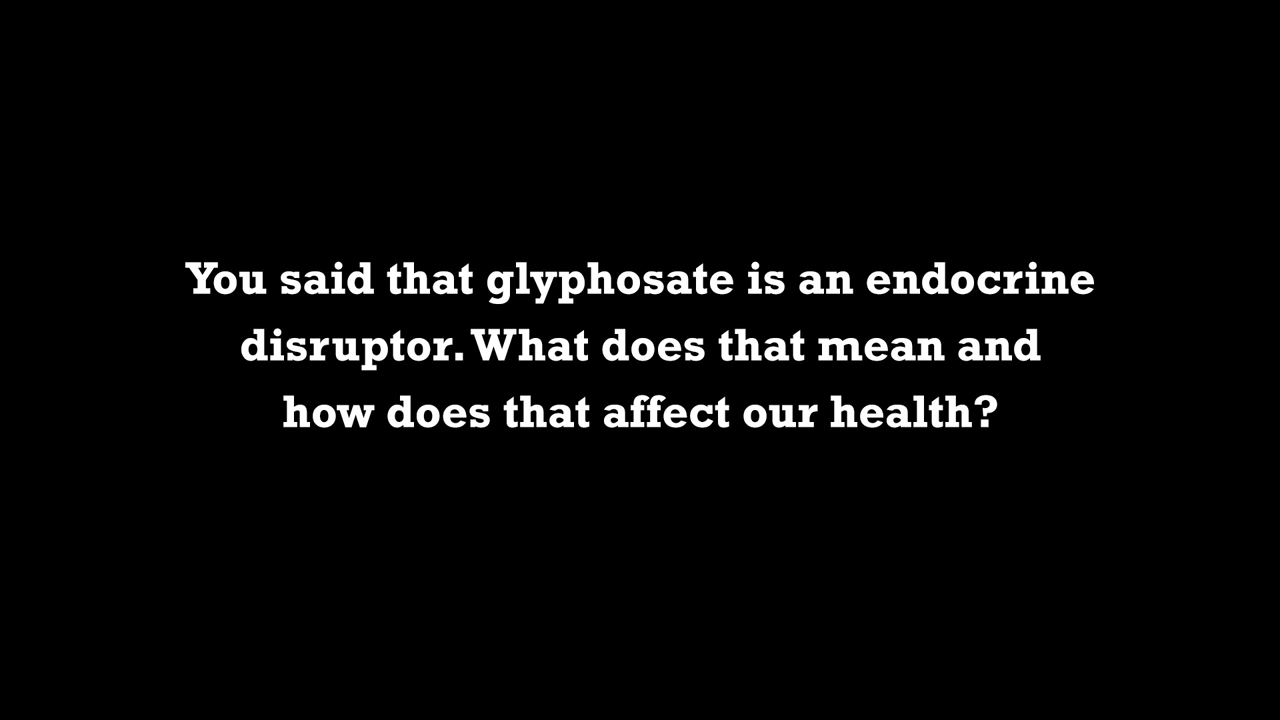 You said that glyphosate is an endocrine
disruptor. What does that mean and
how does that affect our health?